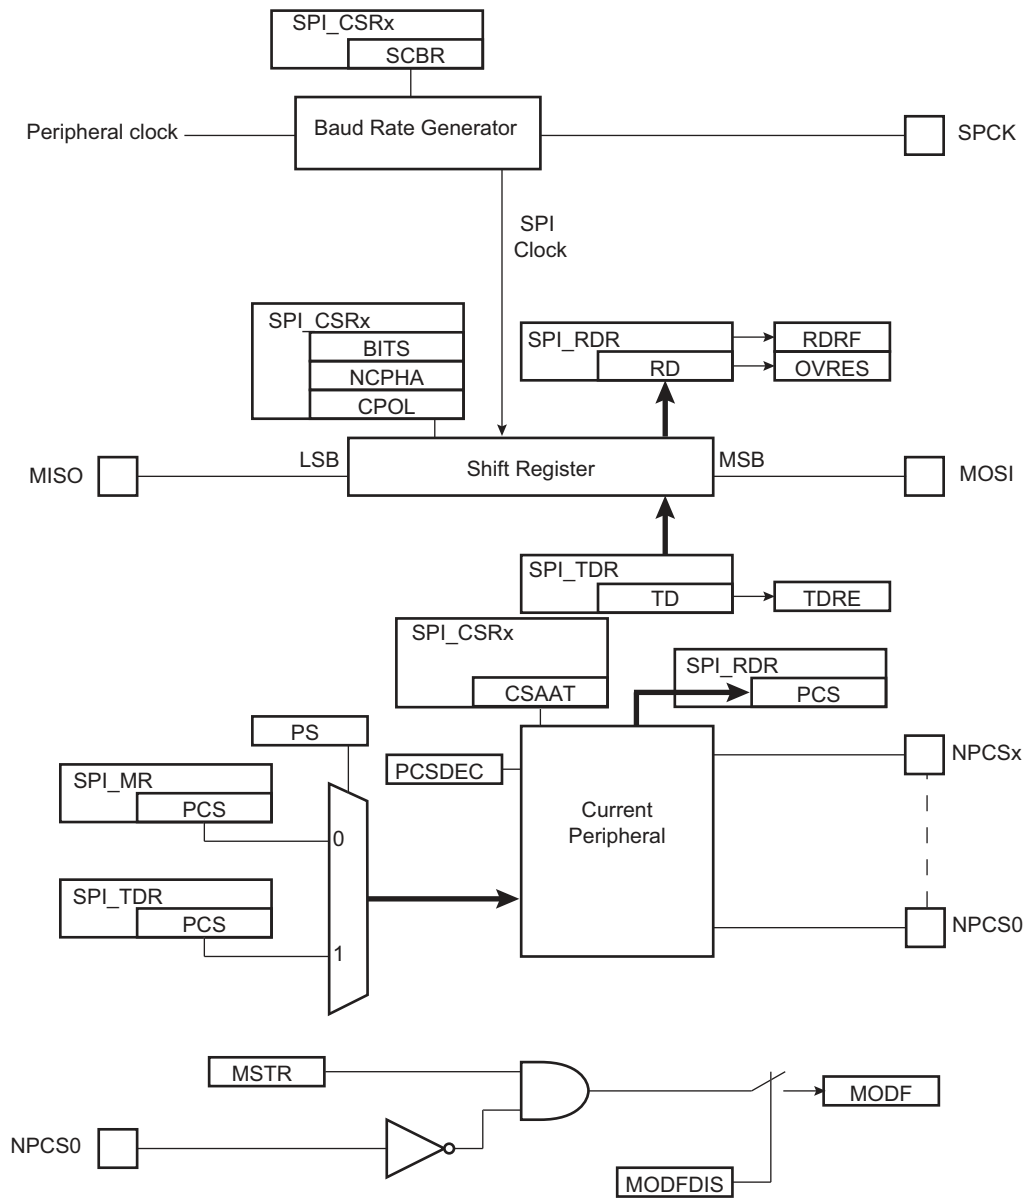 SPI_CSRx
SCBR
Peripheral clock
Baud Rate Generator
SPCK
SPI
Clock
SPI_CSRx
BITS
NCPHA
CPOL
SPI_RDR
RD
RDRF
OVRES
MISO
LSB
Shift Register
MSB
MOSI
SPI_TDR
TD
TDRE
SPI_CSRx
CSAAT
SPI_RDR
PCS
PS
PCSDEC
NPCSx
SPI_MR
PCS
0
Current
Peripheral
SPI_TDR
PCS
1
NPCS0
MSTR
MODF
NPCS0
MODFDIS